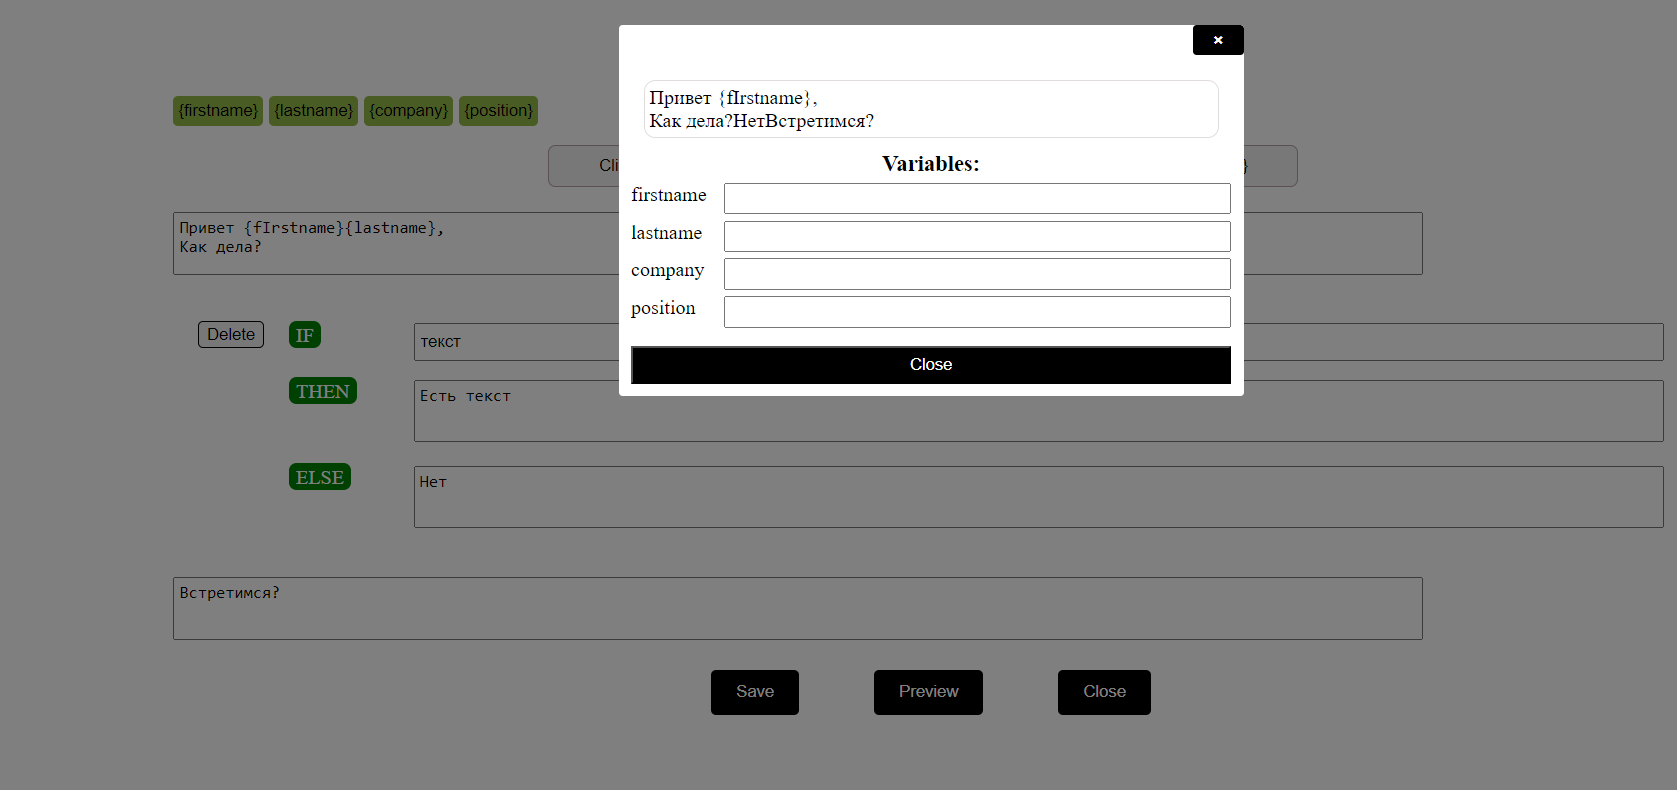 ×
Привет {fIrstname},
Как дела?НетВстретимся?
Variables:
firstname
lastname
company
position
Close
{firstname} {lastname} {company} {position}
Cli
}
Привет {fIrstname}{lastname},
Как дела?
Delete IF текст
THEN Есть текст
ELSE Нет
Встретимся?
Save Preview Close